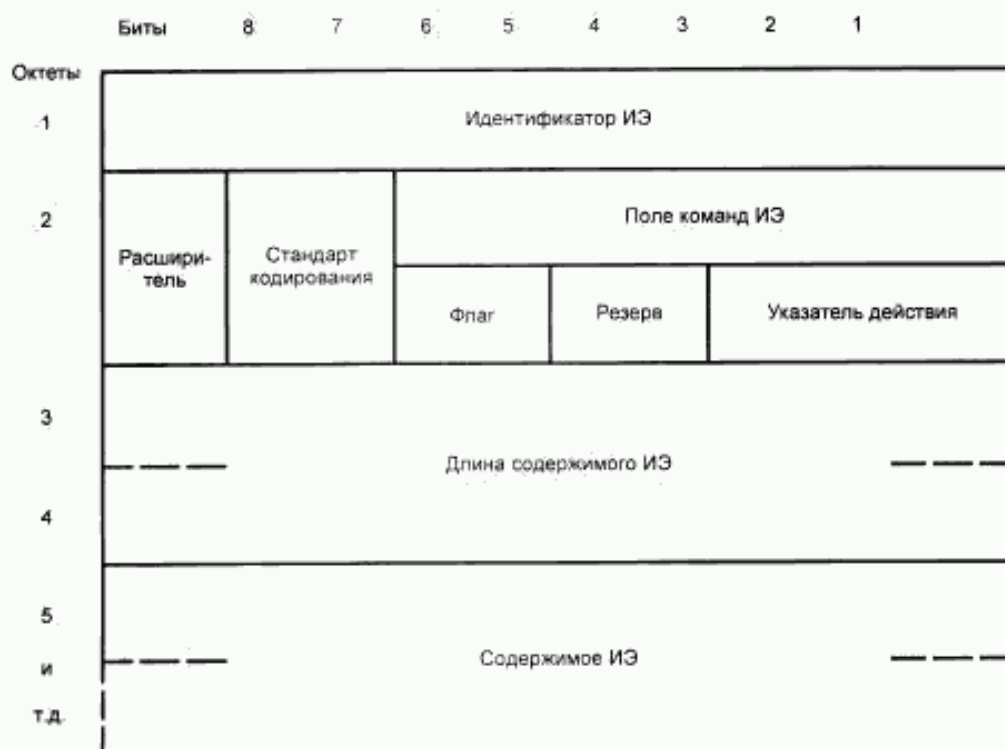 Биты 8 7 6 5 4 3 2 1
Октеты
1
Идентификатор ИЭ
2
Поле команд ИЭ
Расшири-
тель
Стандарт
кодирования
Флаг
Резерв
Указатель действия
3
Длина содержимого ИЭ
4
5
и
Содержимое ИЭ
т.д.